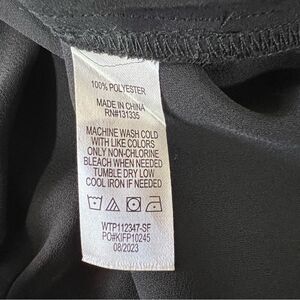 100% POLYESTER
MADE IN CHINA
RN#131335
MACHINE WASH COLD
WITH LIKE COLORS
ONLY NON-CHLORINE
BLEACH WHEN NEEDED
TUMBLE DRY LOW
COOL IRON IF NEEDED
WTP112347-SF
PO#KIFP10245
08/2023